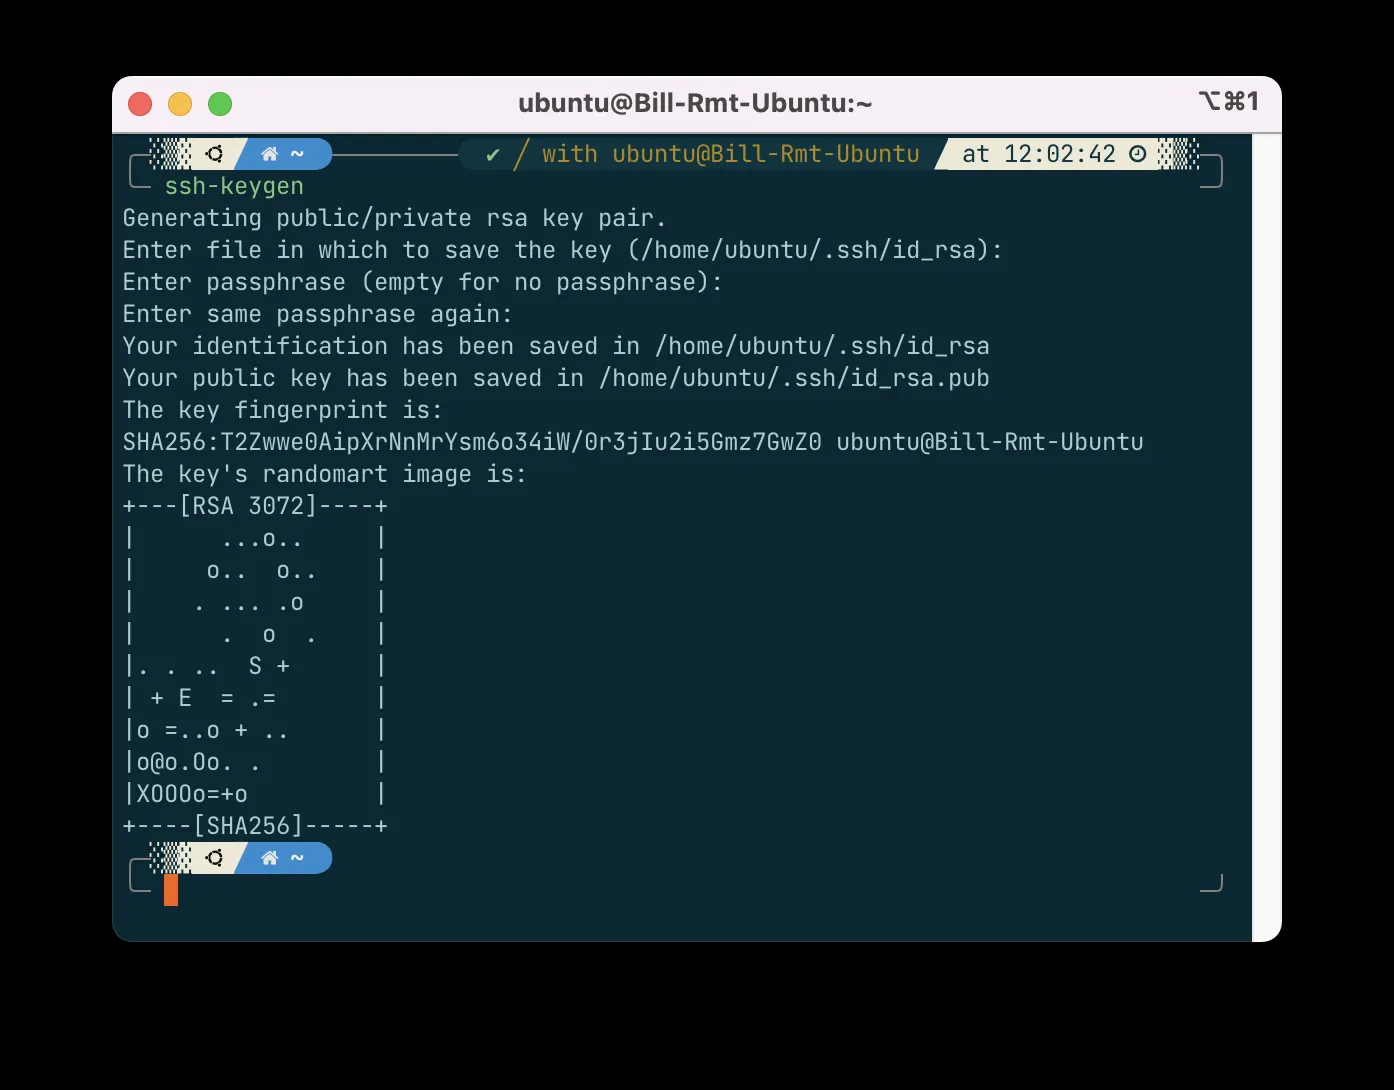 ubuntu@Bill-Rmt-Ubuntu:~
⌥⌘1
~ ✔ with ubuntu@Bill-Rmt-Ubuntu at 12:02:42
ssh-keygen
Generating public/private rsa key pair.
Enter file in which to save the key (/home/ubuntu/.ssh/id_rsa):
Enter passphrase (empty for no passphrase):
Enter same passphrase again:
Your identification has been saved in /home/ubuntu/.ssh/id_rsa
Your public key has been saved in /home/ubuntu/.ssh/id_rsa.pub
The key fingerprint is:
SHA256:T2Zwwe0AipXrNnMrYsm6o34iW/0r3jIu2i5Gmz7GwZ0 ubuntu@Bill-Rmt-Ubuntu
The key's randomart image is:
+---[RSA 3072]----+
|      ...o..     |
|     o..  o..    |
|    . ... .o     |
|      .  o  .    |
|. . ..  S +      |
| + E  = .=       |
|o =..o + ..      |
|o@o.Oo. .        |
|XOOOo=+o         |
+----[SHA256]-----+
~